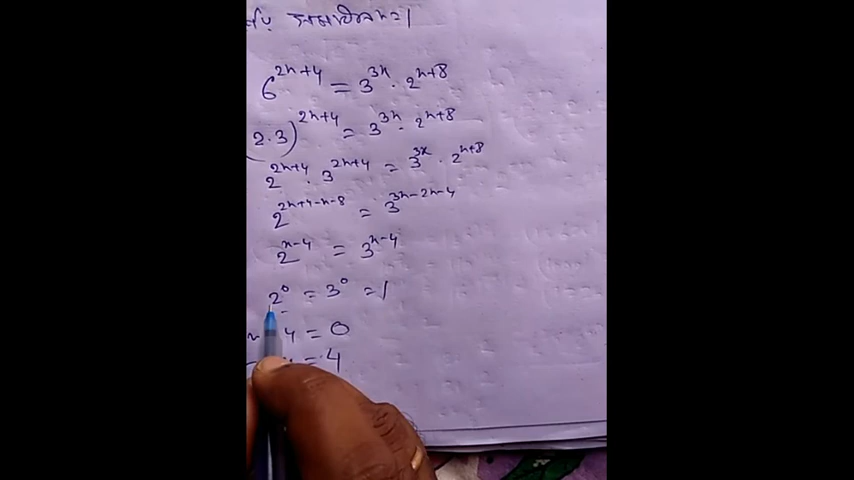 x = 1
6^{2x+4} = 3^{3x} · 2^{x+8}
(2·3)^{2x+4} = 3^{3x} · 2^{x+8}
2^{2x+4} · 3^{2x+4} = 3^{3x} · 2^{x+8}
2^{2x+4-x-8} = 3^{3x-2x-4}
2^{x-4} = 3^{x-4}
2^0 = 3^0 = 1
4 = 0
= 4